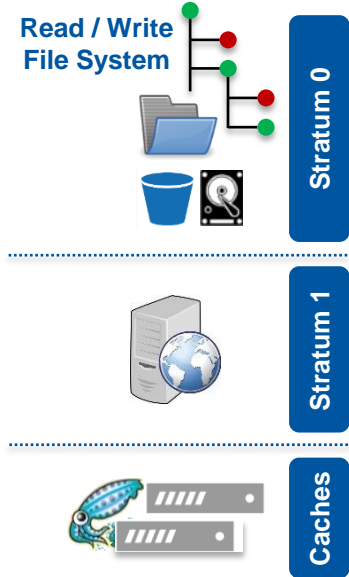 Read / Write
File System
Stratum 0
Stratum 1
Caches